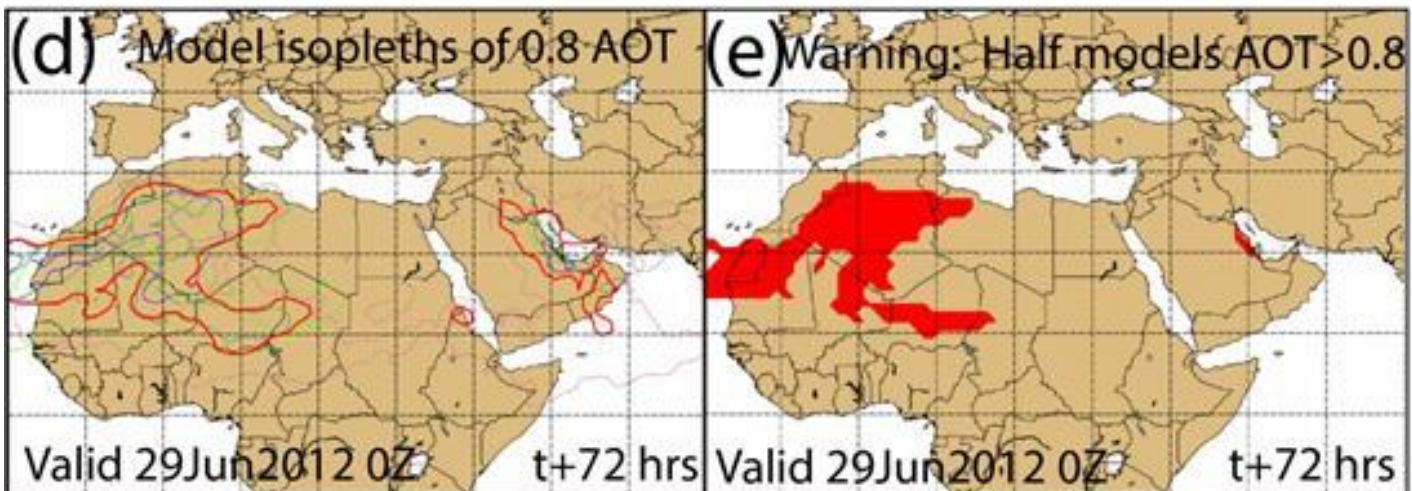 (d) Model isopleths of 0.8 AOT
Valid 29Jun2012 0Z t+72 hrs
(e) Warning: Half models AOT>0.8
Valid 29Jun2012 0Z t+72 hrs